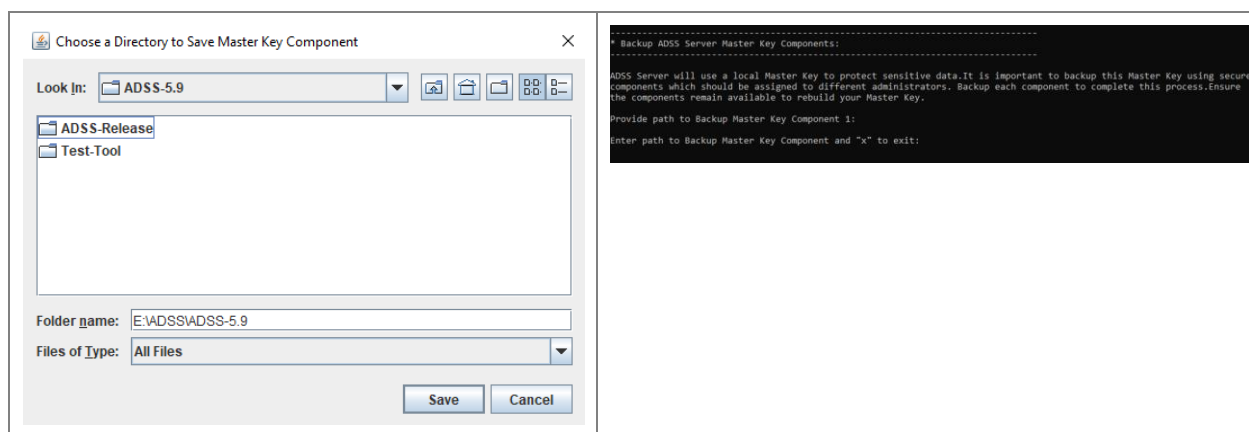 Choose a Directory to Save Master Key Component
Look In: ADSS-5.9
ADSS-Release
Test-Tool
Folder name: E:\ADSS\ADSS-5.9
Files of Type: All Files
Save Cancel
--------------------------------------------------------------------------------
* Backup ADSS Server Master Key Components:
--------------------------------------------------------------------------------
ADSS Server will use a local Master Key to protect sensitive data.It is important to backup this Master Key using secure
components which should be assigned to different administrators. Backup each component to complete this process.Ensure
the components remain available to rebuild your Master Key.
Provide path to Backup Master Key Component 1:
Enter path to Backup Master Key Component and "x" to exit: